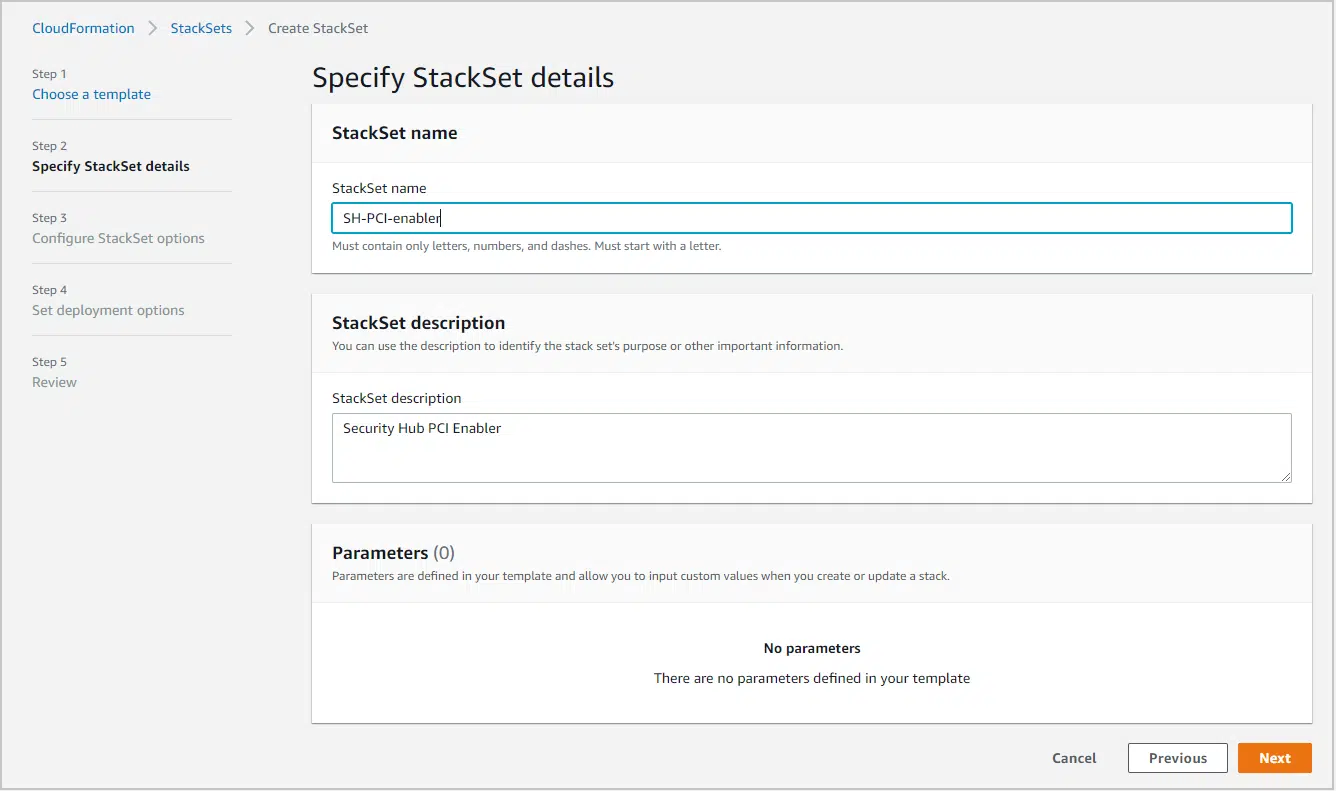 CloudFormation > StackSets > Create StackSet
Step 1
Choose a template
Step 2
Specify StackSet details
Step 3
Configure StackSet options
Step 4
Set deployment options
Step 5
Review
Specify StackSet details
StackSet name
StackSet name
SH-PCI-enabler
Must contain only letters, numbers, and dashes. Must start with a letter.
StackSet description
You can use the description to identify the stack set's purpose or other important information.
StackSet description
Security Hub PCI Enabler
Parameters (0)
Parameters are defined in your template and allow you to input custom values when you create or update a stack.
No parameters
There are no parameters defined in your template
Cancel Previous Next